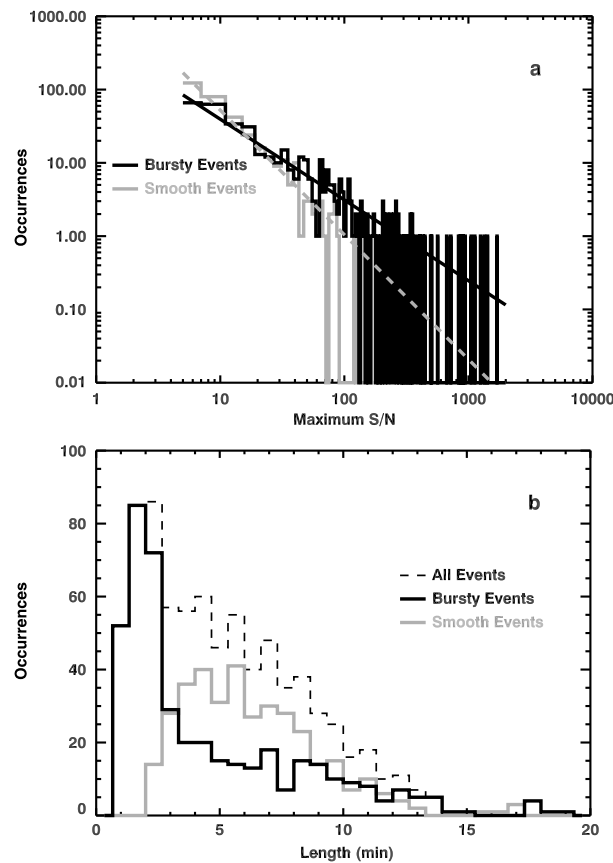 1000.00
a
100.00
10.00
Bursty Events
Smooth Events
Occurrences
1.00
0.10
0.01
1 10 100 1000 10000
Maximum S/N
100
b
80
All Events
60
Bursty Events
Smooth Events
Occurrences
40
20
0
0 5 10 15 20
Length (min)